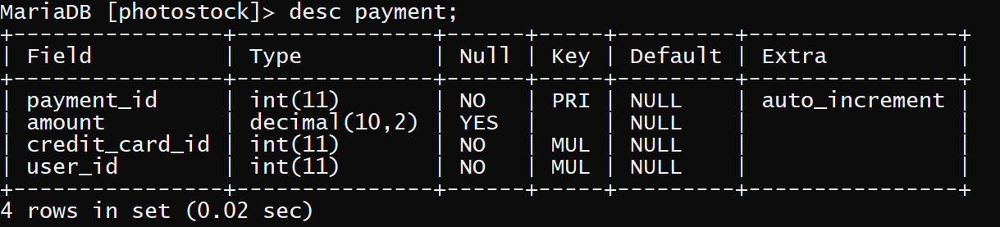 MariaDB [photostock]> desc payment;
+----------------+---------------+------+-----+---------+----------------+
| Field          | Type          | Null | Key | Default | Extra          |
+----------------+---------------+------+-----+---------+----------------+
| payment_id     | int(11)       | NO   | PRI | NULL    | auto_increment |
| amount         | decimal(10,2) | YES  |     | NULL    |                |
| credit_card_id | int(11)       | NO   | MUL | NULL    |                |
| user_id        | int(11)       | NO   | MUL | NULL    |                |
+----------------+---------------+------+-----+---------+----------------+
4 rows in set (0.02 sec)